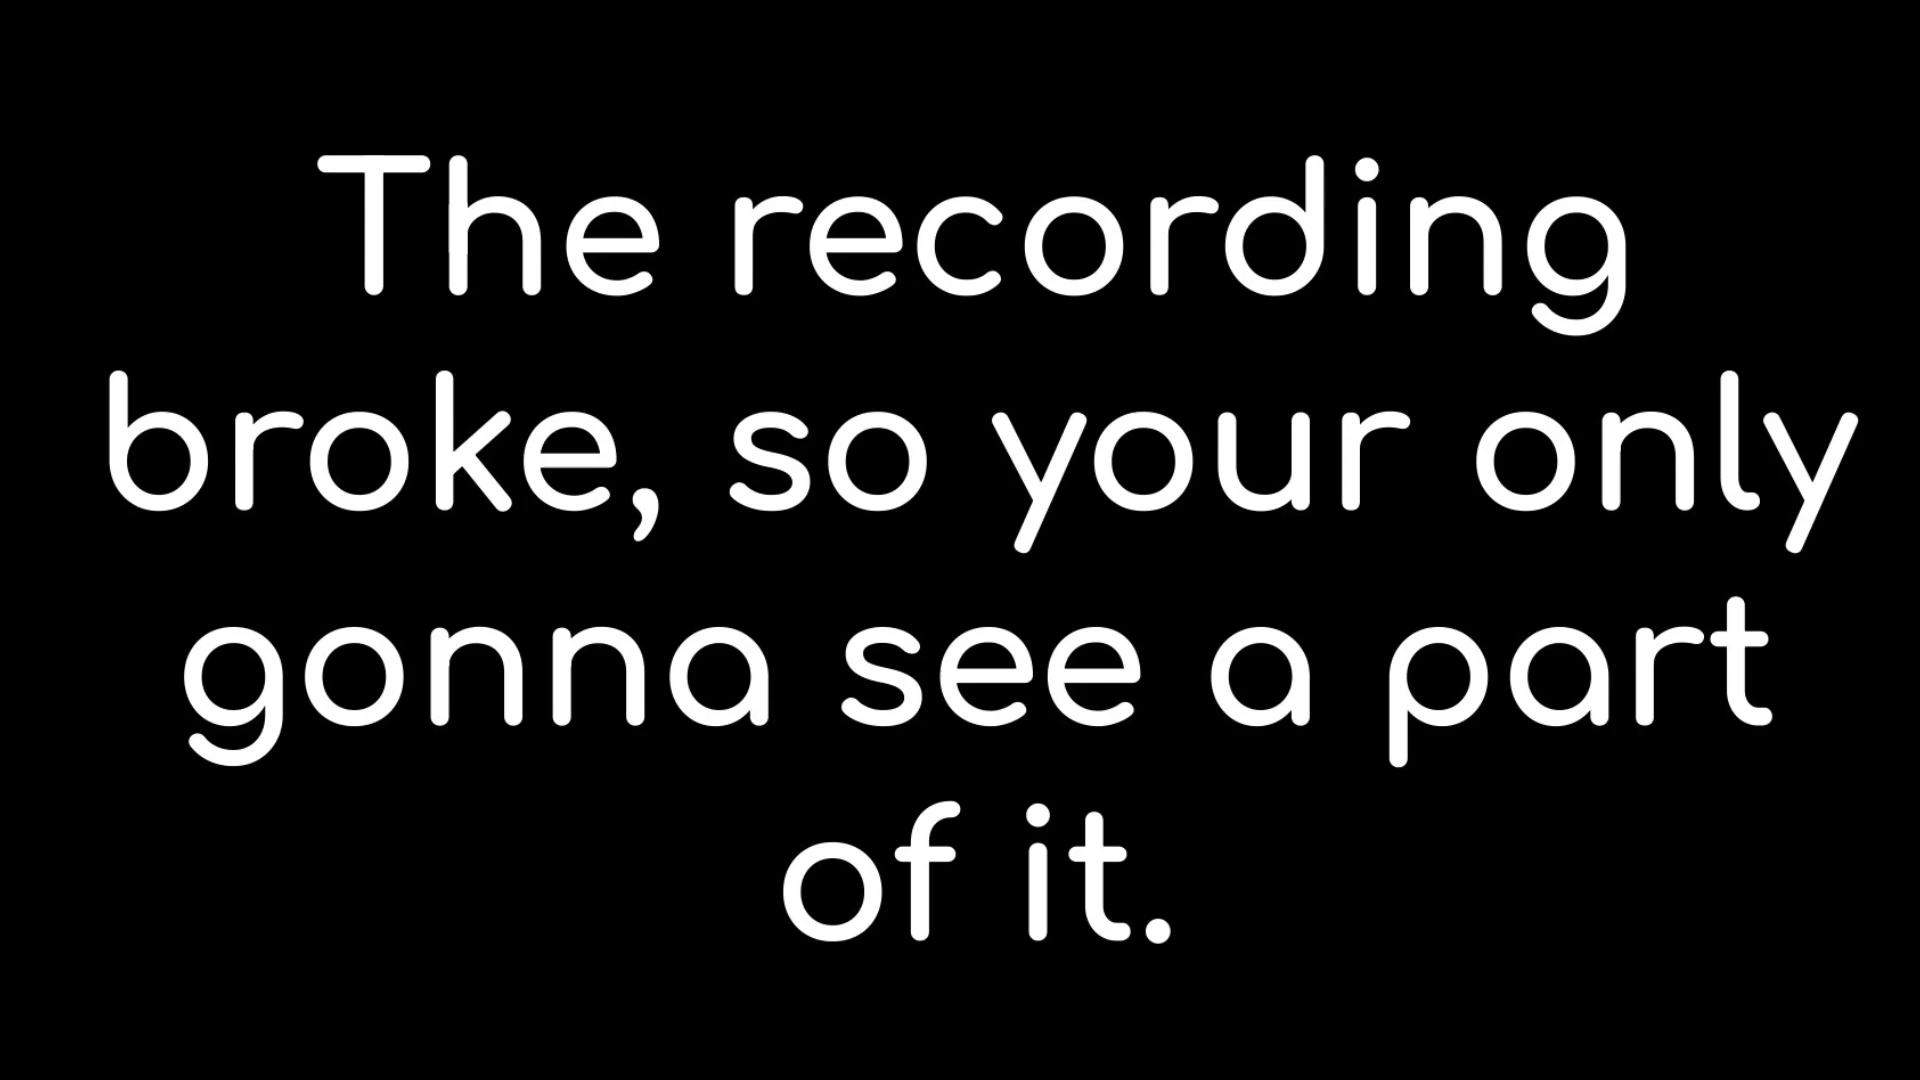 The recording
broke, so your only
gonna see a part
of it.